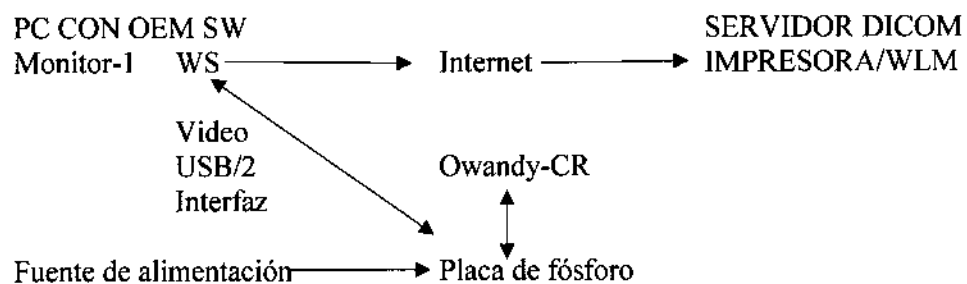 PC CON OEM SW
SERVIDOR DICOM
Monitor-1 WS Internet IMPRESORA/WLM
Video
USB/2 Owandy-CR
Interfaz
Fuente de alimentación Placa de fósforo